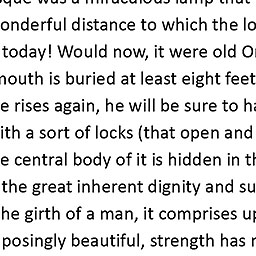 que was a miraculous lamp that
onderful distance to which the lo
today! Would now, it were old O
mouth is buried at least eight feet
e rises again, he will be sure to h
ith a sort of locks (that open and
e central body of it is hidden in t
the great inherent dignity and su
he girth of a man, it comprises u
posingly beautiful, strength has